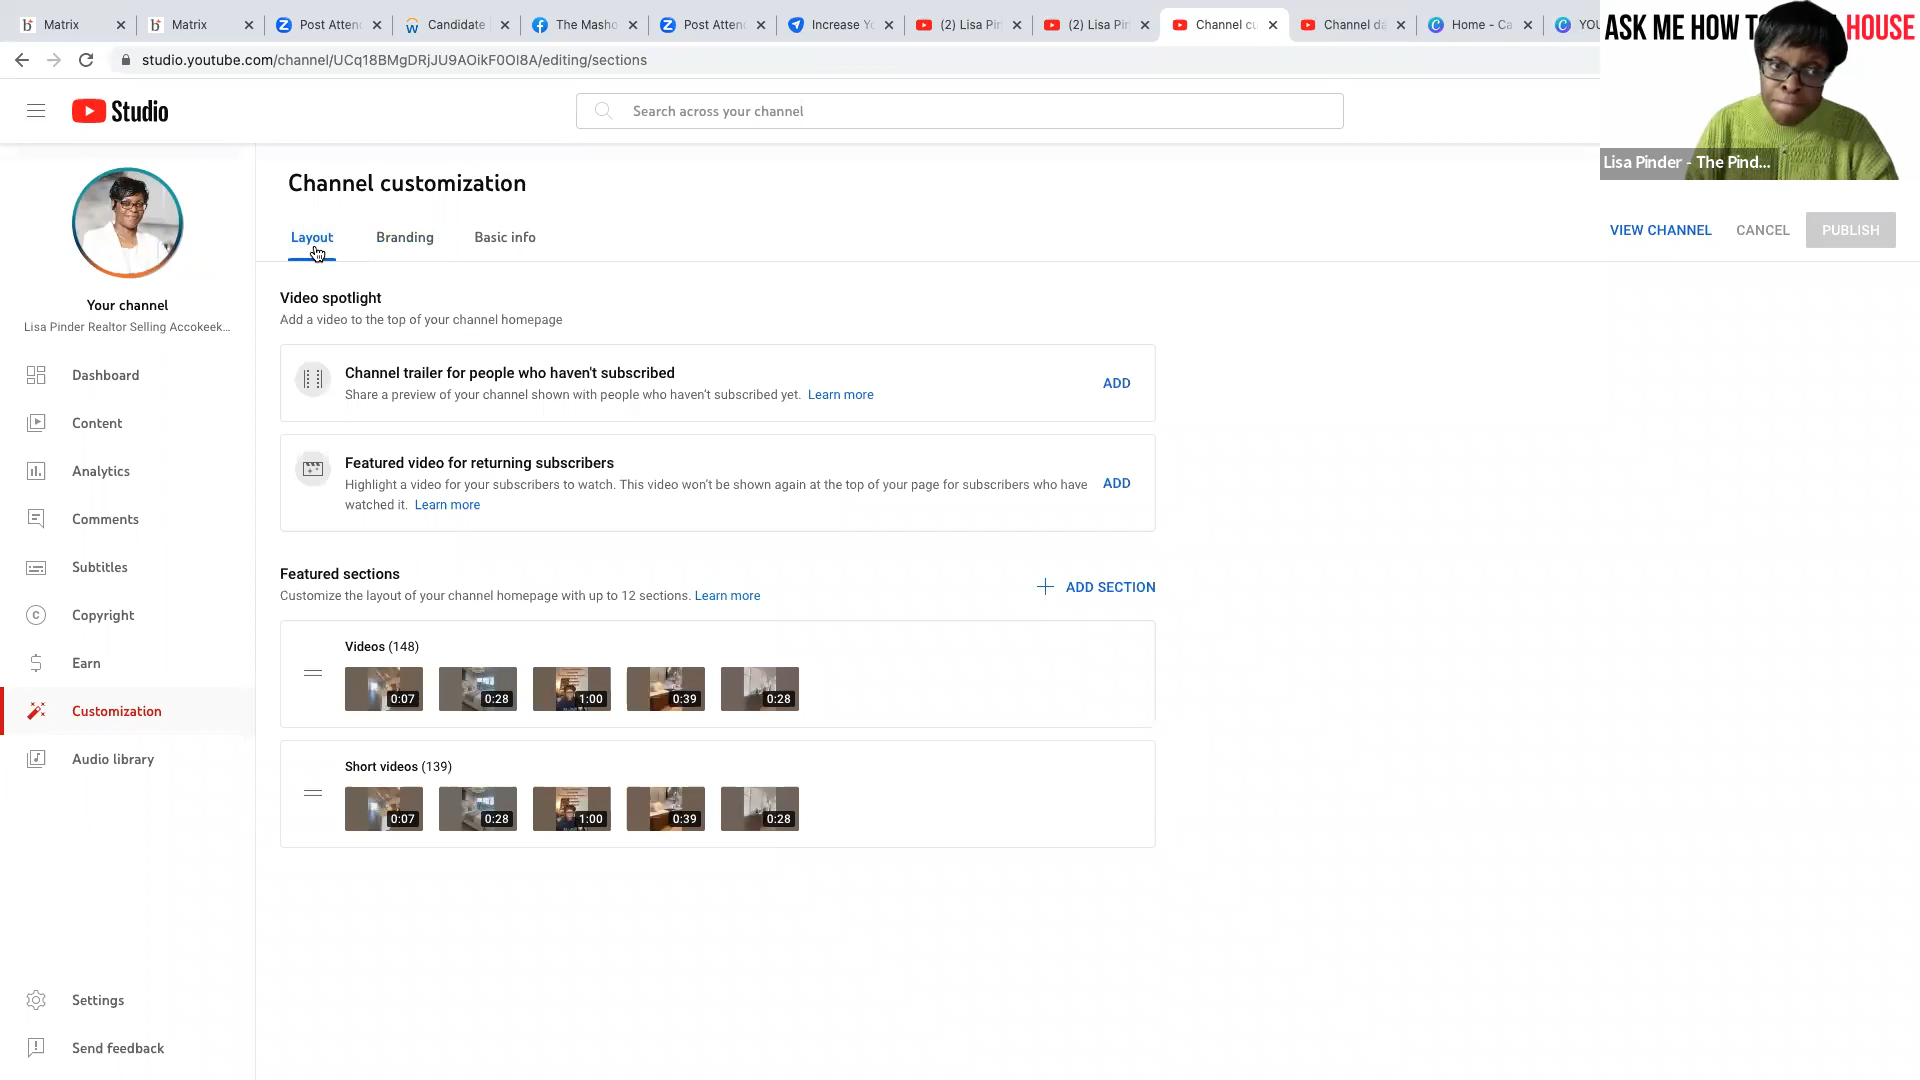 Matrix
Matrix
Post Atten
Candidate
The Masho
Post Atten
Increase Yo
(2) Lisa Pin
(2) Lisa Pin
Channel cu
Channel da
Home - Ca
YOU
ASK ME HOW T HOUSE
studio.youtube.com/channel/UCq18BMgDRjJU9AOikF0OI8A/editing/sections
Studio
Search across your channel
Lisa Pinder - The Pind...
Channel customization
Layout
Branding
Basic info
VIEW CHANNEL
CANCEL
PUBLISH
Your channel
Lisa Pinder Realtor Selling Accokeek...
Dashboard
Content
Analytics
Comments
Subtitles
Copyright
Earn
Customization
Audio library
Settings
Send feedback
Video spotlight
Add a video to the top of your channel homepage
Channel trailer for people who haven't subscribed
Share a preview of your channel shown with people who haven't subscribed yet. Learn more
ADD
Featured video for returning subscribers
Highlight a video for your subscribers to watch. This video won't be shown again at the top of your page for subscribers who have
watched it. Learn more
ADD
Featured sections
Customize the layout of your channel homepage with up to 12 sections. Learn more
ADD SECTION
Videos (148)
0:07
0:28
1:00
0:39
0:28
Short videos (139)
0:07
0:28
1:00
0:39
0:28